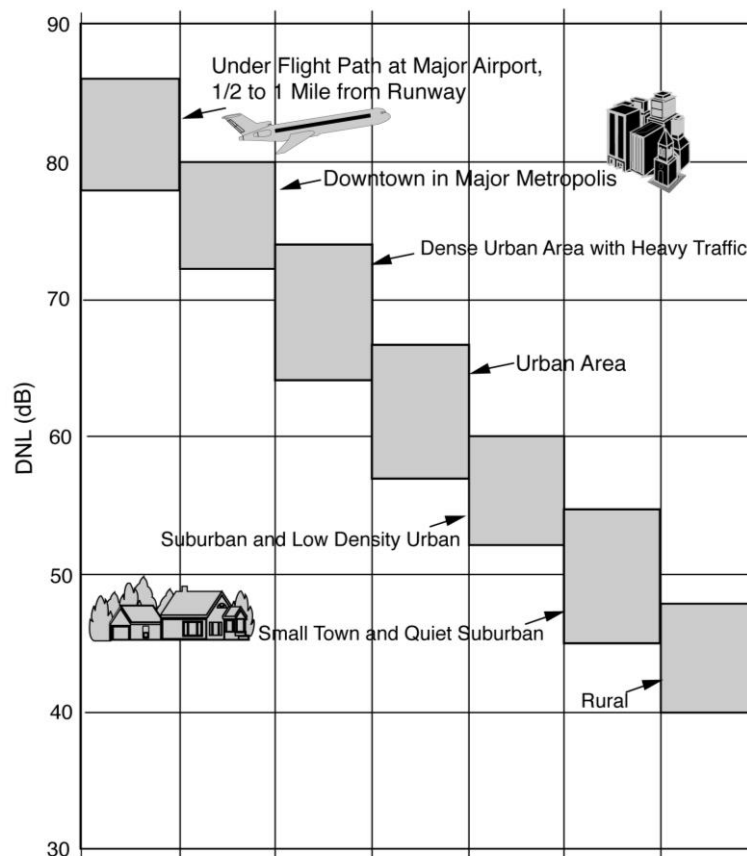 90
Under Flight Path at Major Airport,
1/2 to 1 Mile from Runway
80
Downtown in Major Metropolis
Dense Urban Area with Heavy Traffic
70
Urban Area
DNL (dB)
60
Suburban and Low Density Urban
50
Small Town and Quiet Suburban
Rural
40
30